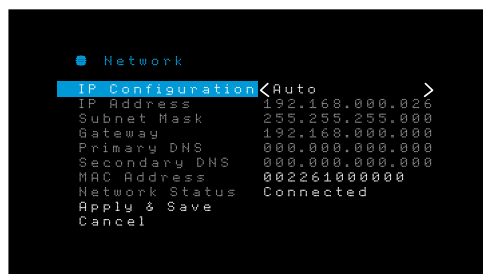 Network
IP Configuration Auto
IP Address 192.168.000.026
Subnet Mask 255.255.255.000
Gateway 192.168.000.000
Primary DNS 000.000.000.000
Secondary DNS 000.000.000.000
MAC Address 002261000000
Network Status Connected
Apply & Save
Cancel